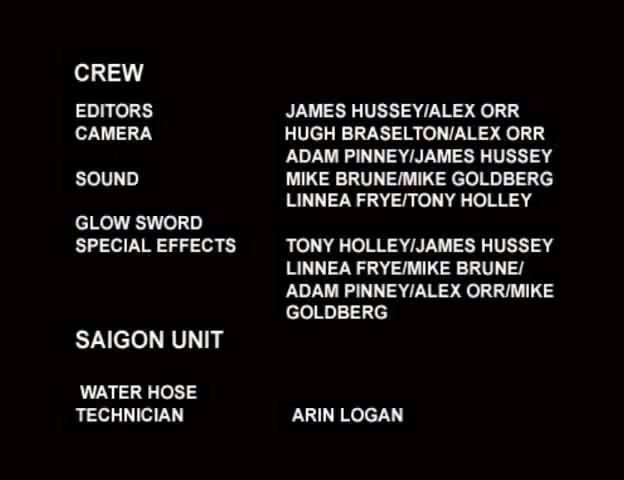 CREW
EDITORS JAMES HUSSEY/ALEX ORR
CAMERA HUGH BRASELTON/ALEX ORR
ADAM PINNEY/JAMES HUSSEY
SOUND MIKE BRUNE/MIKE GOLDBERG
LINNEA FRYE/TONY HOLLEY
GLOW SWORD
SPECIAL EFFECTS TONY HOLLEY/JAMES HUSSEY
LINNEA FRYE/MIKE BRUNE/
ADAM PINNEY/ALEX ORR/MIKE
GOLDBERG
SAIGON UNIT
WATER HOSE
TECHNICIAN ARIN LOGAN